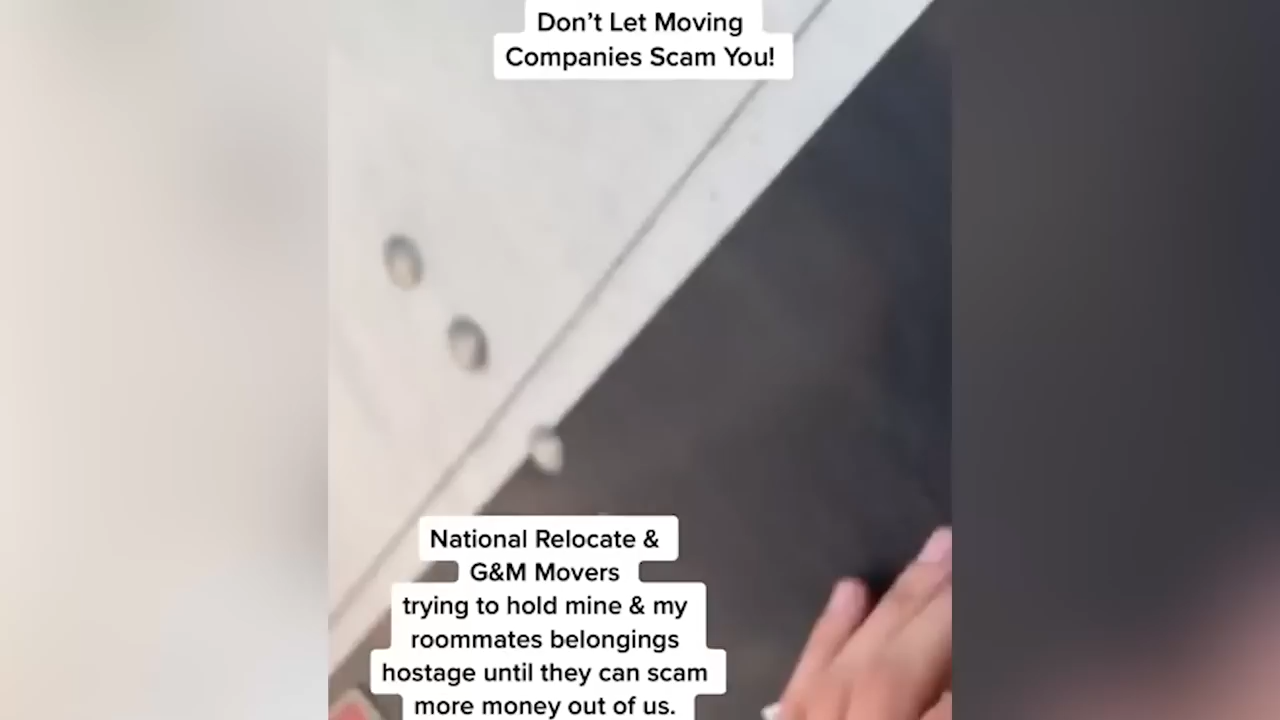 Don’t Let Moving
Companies Scam You!
National Relocate &
G&M Movers
trying to hold mine & my
roommates belongings
hostage until they can scam
more money out of us.